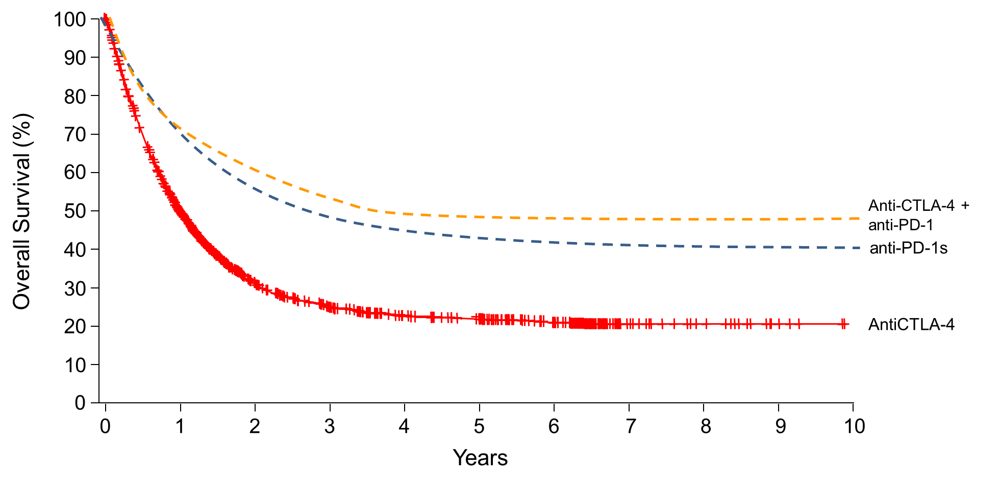 100
90
80
70
60
50
40
30
20
10
0
Overall Survival (%)
0 1 2 3 4 5 6 7 8 9 10
Years
Anti-CTLA-4 +
anti-PD-1
anti-PD-1s
AntiCTLA-4